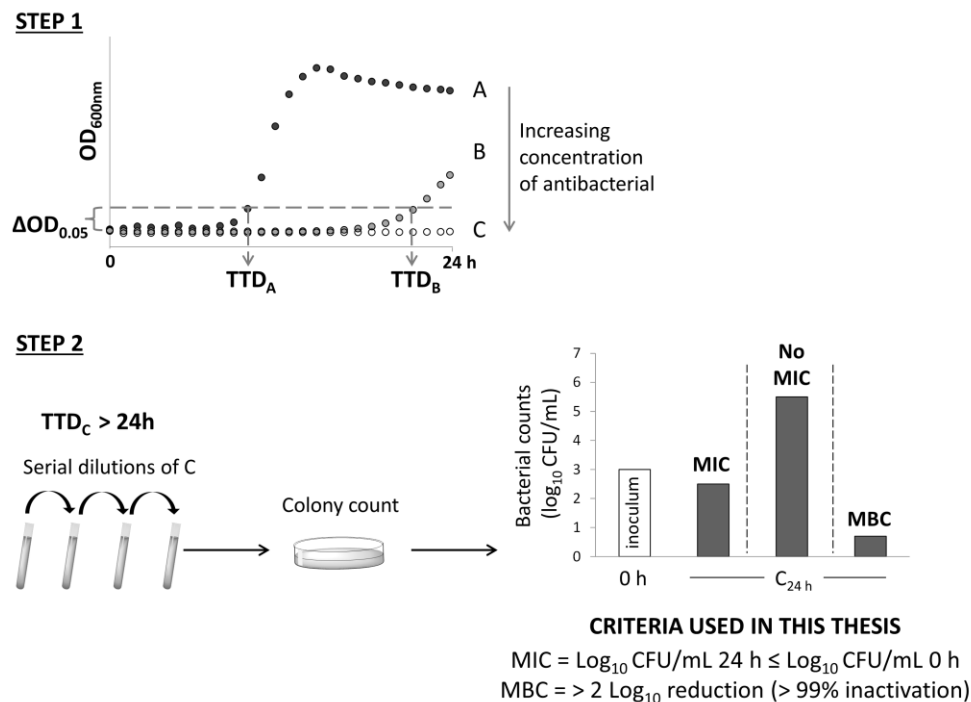 STEP 1
OD600nm
A
B
C
Increasing
concentration
of antibacterial
ΔOD0.05
0
24 h
TTDA
TTDB
STEP 2
TTDC > 24h
Serial dilutions of C
Colony count
Bacterial counts
(log10 CFU/mL)
7
6
5
4
3
2
1
0
inoculum
MIC
No
MIC
MBC
0 h
C24 h
CRITERIA USED IN THIS THESIS
MIC = Log10 CFU/mL 24 h ≤ Log10 CFU/mL 0 h
MBC = > 2 Log10 reduction (> 99% inactivation)